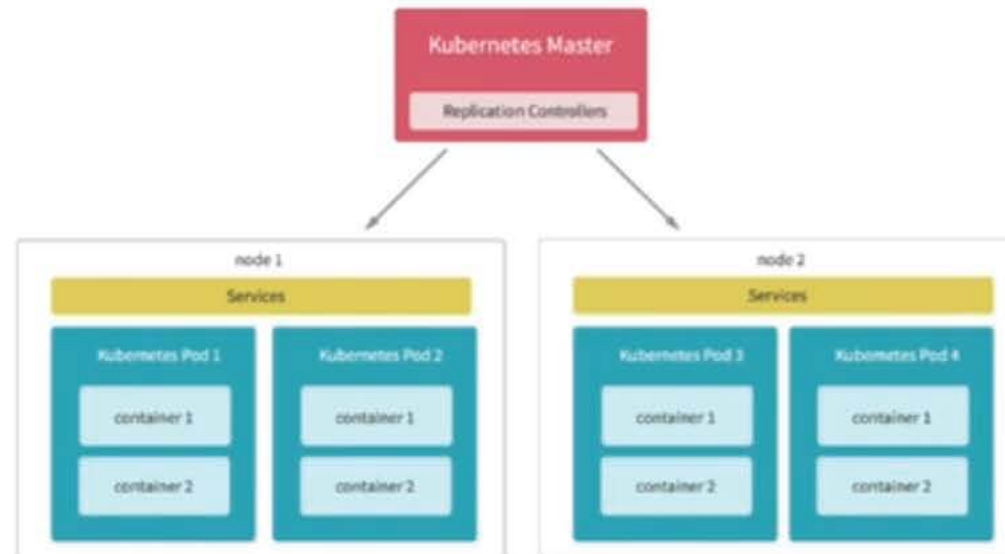 Kubernetes Master
Replication Controllers
node 1
Services
Kubernetes Pod 1
Kubernetes Pod 2
container 1
container 1
container 2
container 2
node 2
Services
Kubernetes Pod 3
Kubernetes Pod 4
container 1
container 1
container 2
container 2